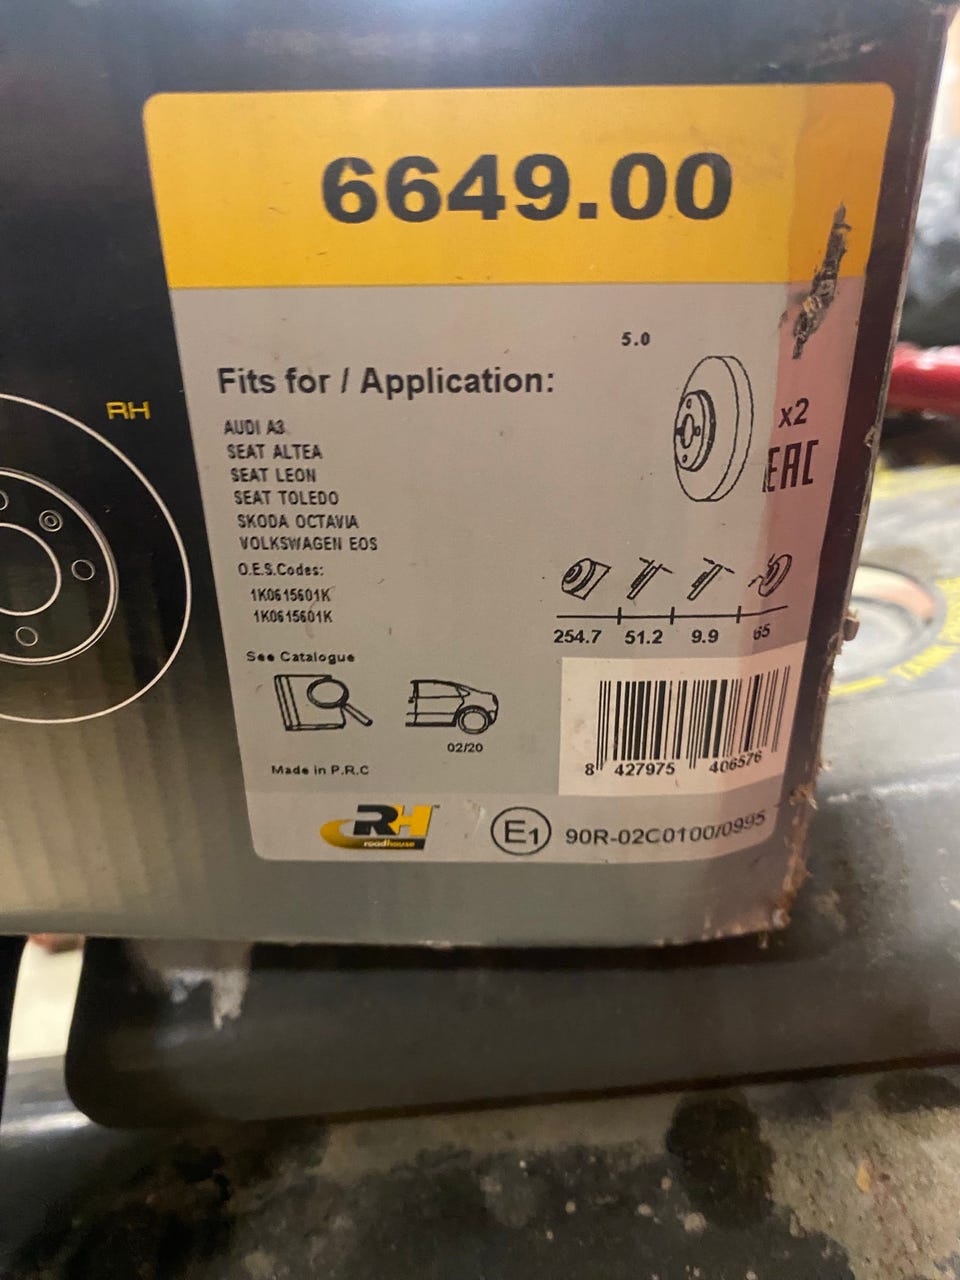 6649.00
5.0
Fits for / Application:
RH
AUDI A3
x2
SEAT ALTEA
EAC
SEAT LEON
SEAT TOLEDO
SKODA OCTAVIA
VOLKSWAGEN EOS
O.E.S.Codes:
1K0615601K
1K0615601K
254.7 51.2 9.9 65
See Catalogue
02/20
Made in P.R.C
8 427975 406576
RH
roadhouse
E1 90R-02C0100/0995